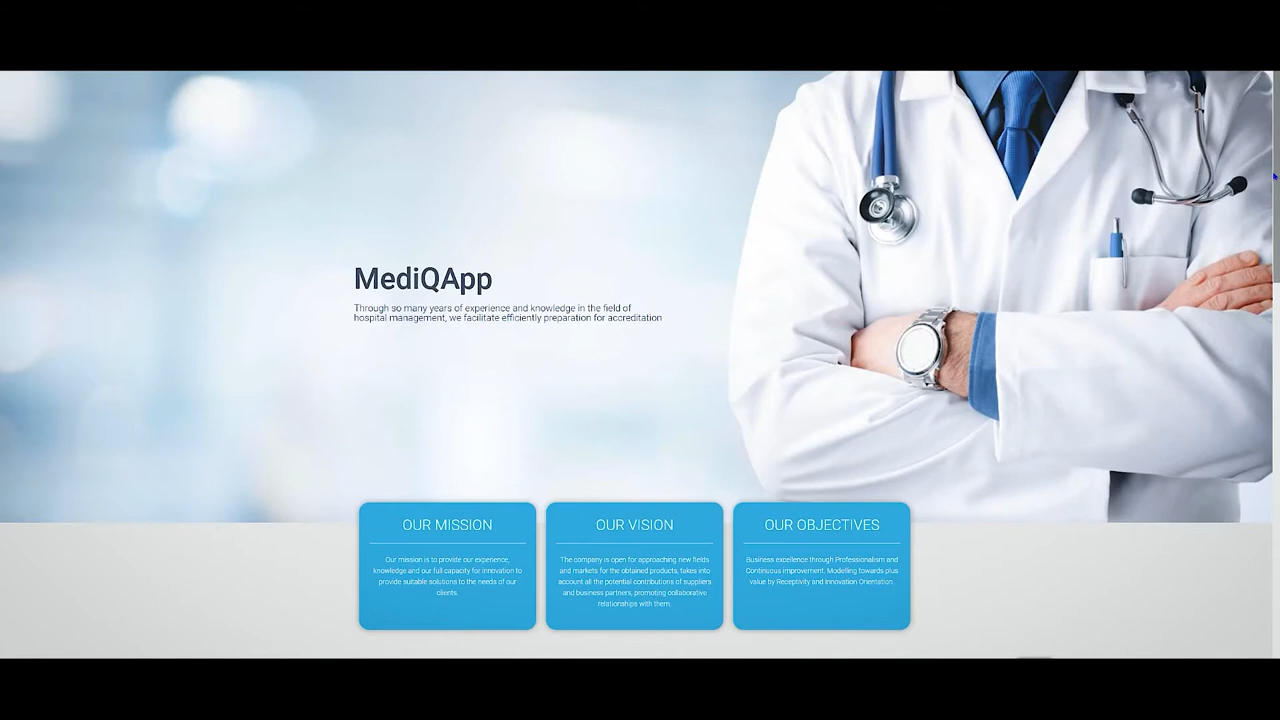 MediQApp
Through so many years of experience and knowledge in the field of
hospital management, we facilitate efficiently preparation for accreditation
OUR MISSION
Our mission is to provide our experience,
knowledge and our full capacity for innovation to
provide suitable solutions to the needs of our
clients.
OUR VISION
The company is open for approaching new fields
and markets for the obtained products, takes into
account all the potential contributions of suppliers
and business partners, promoting collaborative
relationships with them.
OUR OBJECTIVES
Business excellence through Professionalism and
Continuous improvement. Modelling towards plus
value by Receptivity and Innovation Orientation.